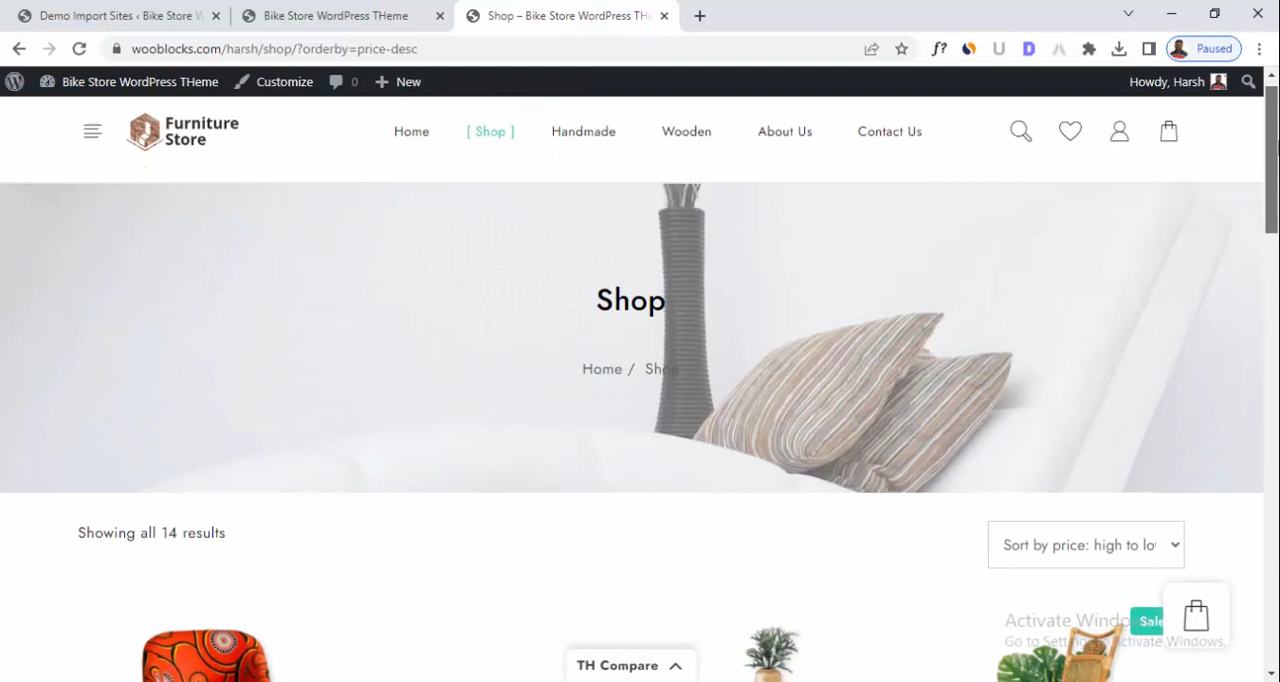 Demo Import Sites ‹ Bike Store W
Bike Store WordPress THeme
Shop – Bike Store WordPress TH
wooblocks.com/harsh/shop/?orderby=price-desc
f?
U
D
Paused
Bike Store WordPress THeme
Customize
0
New
Howdy, Harsh
Furniture
Store
Home
[ Shop ]
Handmade
Wooden
About Us
Contact Us
Shop
Home / Shop
Showing all 14 results
Sort by price: high to lo
Activate Windo
Sale
Go to Setting to Activate Windows.
TH Compare